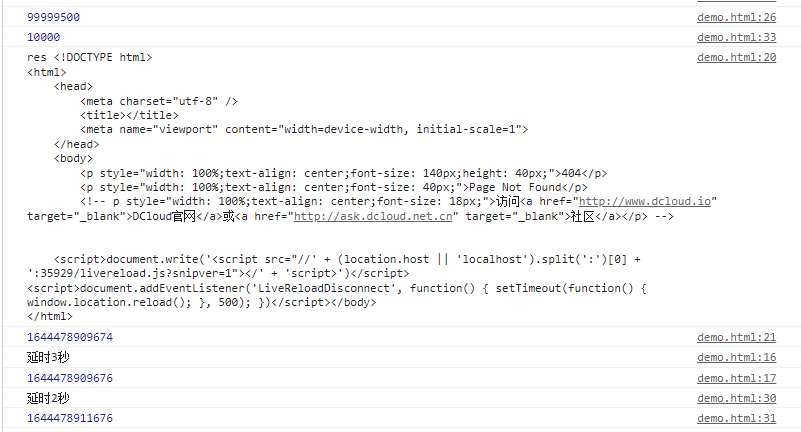 99999500 demo.html:26
10000 demo.html:33
res <!DOCTYPE html> demo.html:20
<html>
<head>
<meta charset="utf-8" />
<title></title>
<meta name="viewport" content="width=device-width, initial-scale=1">
</head>
<body>
<p style="width: 100%;text-align: center;font-size: 140px;height: 40px;">404</p>
<p style="width: 100%;text-align: center;font-size: 40px;">Page Not Found</p>
<!-- p style="width: 100%;text-align: center;font-size: 18px;">访问<a href="http://www.dcloud.io"
target="_blank">DCloud官网</a>或<a href="http://ask.dcloud.net.cn" target="_blank">社区</a></p> -->
<script>document.write('<script src="//' + (location.host || 'localhost').split(':')[0] +
':35929/livereload.js?snipver=1"></' + 'script>')</script>
<script>document.addEventListener('LiveReloadDisconnect', function() { setTimeout(function() {
window.location.reload(); }, 500); })</script></body>
</html>
1644478909674 demo.html:21
延时3秒 demo.html:16
1644478909676 demo.html:17
延时2秒 demo.html:30
1644478911676 demo.html:31